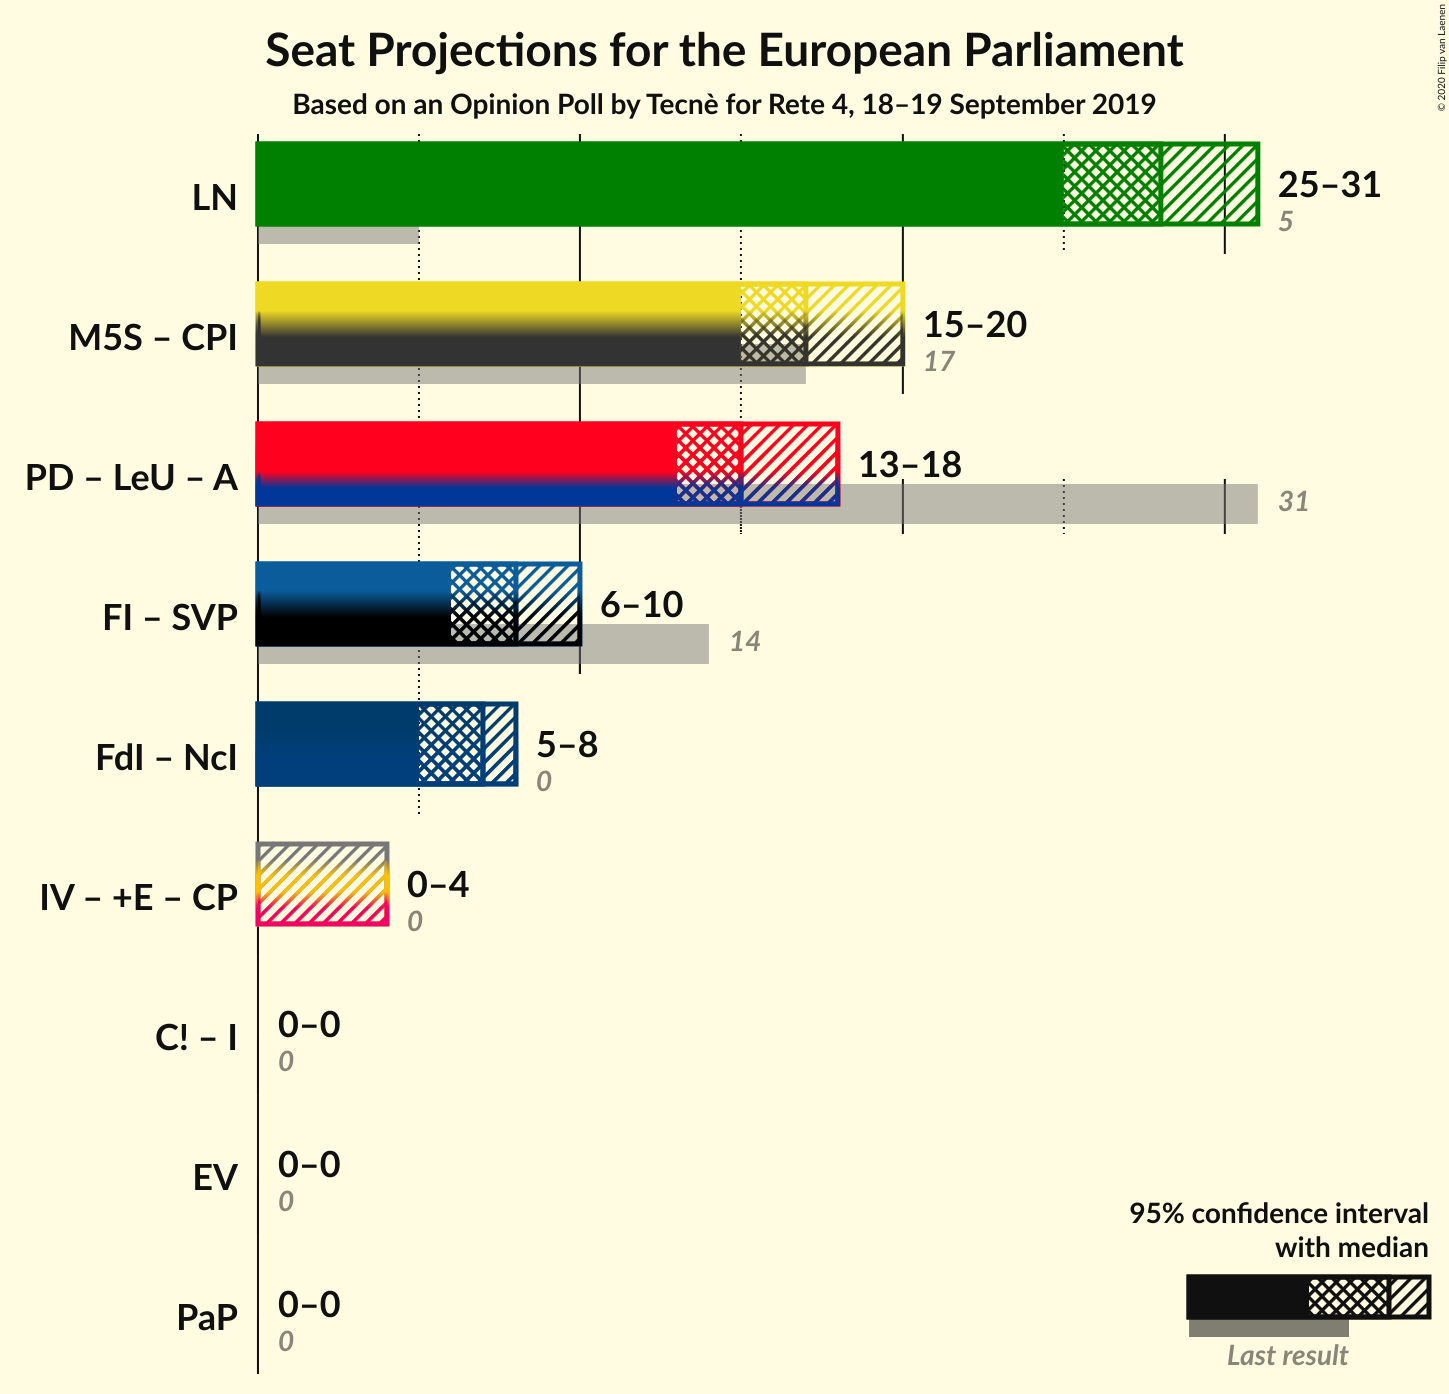 Seat Projections for the European Parliament
Based on an Opinion Poll by Tecnè for Rete 4, 18–19 September 2019
© 2020 Filip van Laenen
LN
25–31
5
M5S – CPI
15–20
17
PD – LeU – A
13–18
31
FI – SVP
6–10
14
FdI – NcI
5–8
0
IV – +E – CP
0–4
0
C! – I
0–0
0
EV
0–0
0
PaP
0–0
0
95% confidence interval
with median
Last result